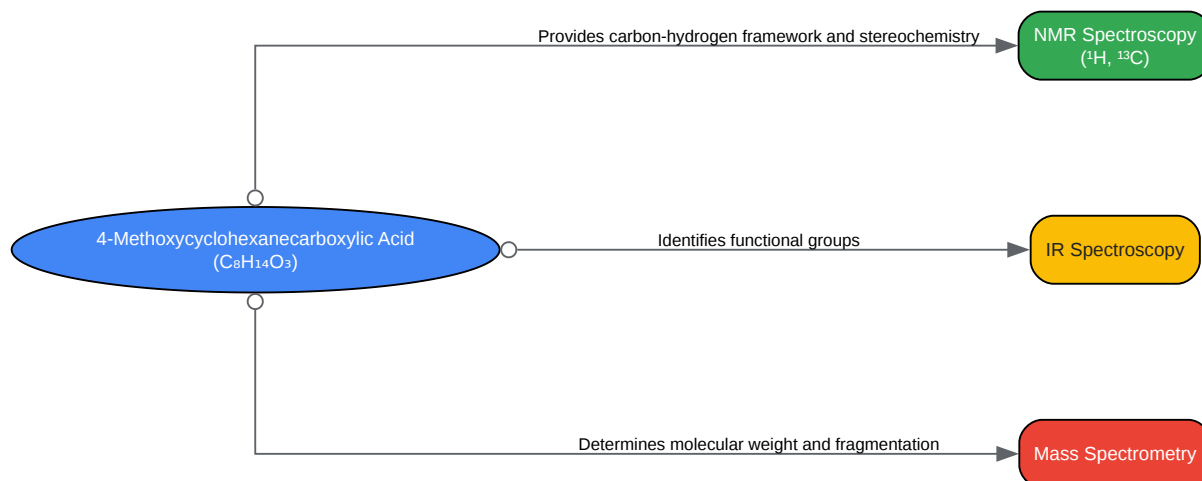 Provides carbon-hydrogen framework and stereochemistry
NMR Spectroscopy
(¹H, ¹³C)
4-Methoxycyclohexanecarboxylic Acid
(C₈H₁₄O₃)
Identifies functional groups
IR Spectroscopy
Determines molecular weight and fragmentation
Mass Spectrometry